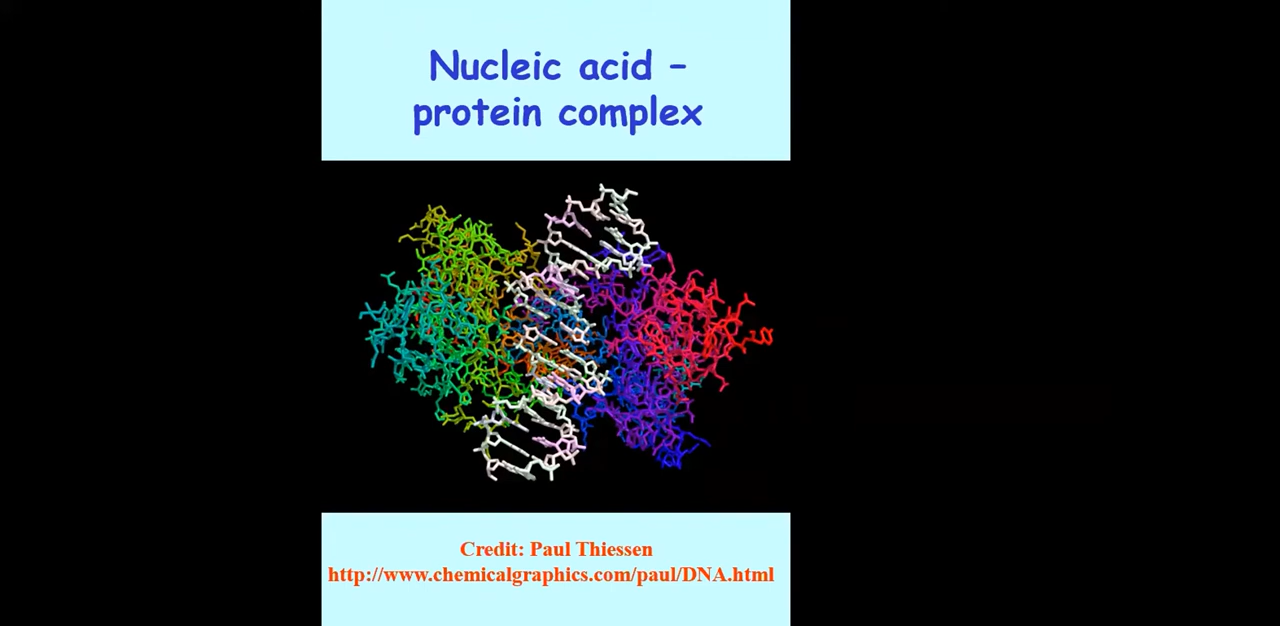 Nucleic acid –
protein complex
Credit: Paul Thiessen
http://www.chemicalgraphics.com/paul/DNA.html